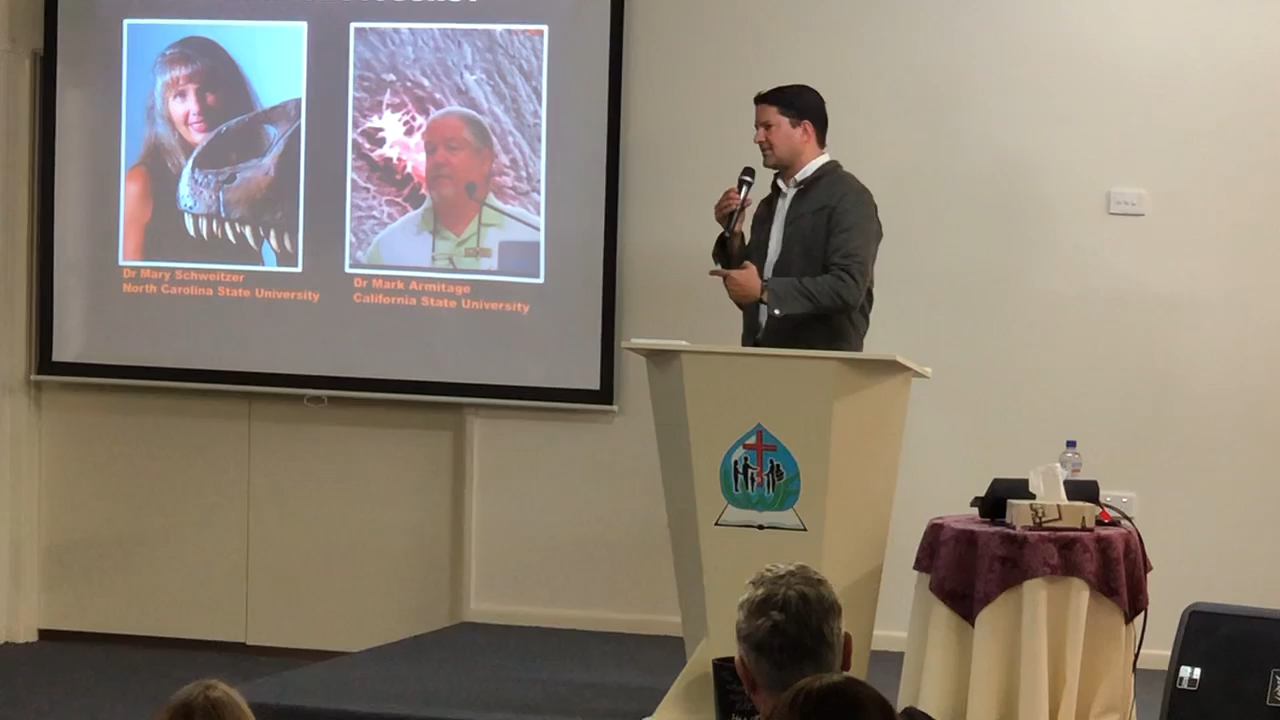 Dr Mary Schweitzer
North Carolina State University
Dr Mark Armitage
California State University